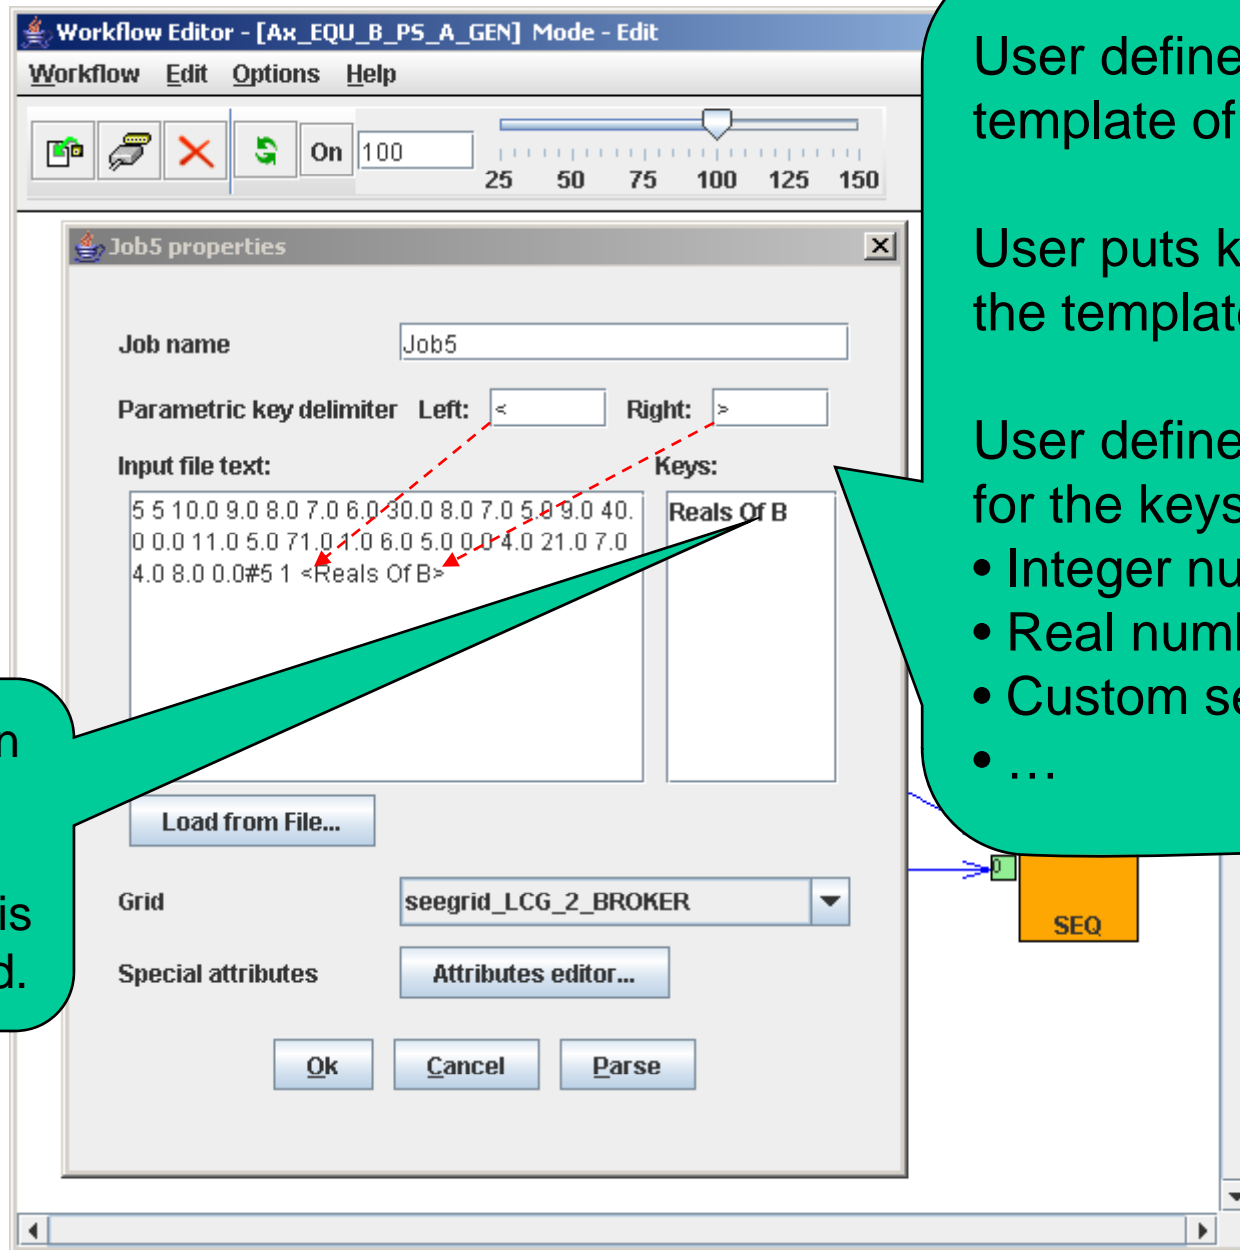 Workflow Editor - [Ax_EQU_B_PS_A_GEN] Mode - Edit
Workflow Edit Options Help
On 100
25 50 75 100 125 150
Job5 properties
Job name Job5
Parametric key delimiter Left: < Right: >
Input file text: Keys:
5 5 10.0 9.0 8.0 7.0 6.0 30.0 8.0 7.0 5.0 9.0 40.
0 0.0 11.0 5.0 71.0 1.0 6.0 5.0 0.0 4.0 21.0 7.0
4.0 8.0 0.0#5 1 <Reals Of B>
Reals Of B
Load from File...
Grid seegrid_LCG_2_BROKER
Special attributes Attributes editor...
Ok Cancel Parse
User define
template of
User puts k
the templat
User define
for the keys
• Integer nu
• Real num
• Custom se
• …
is
d.
0
SEQ